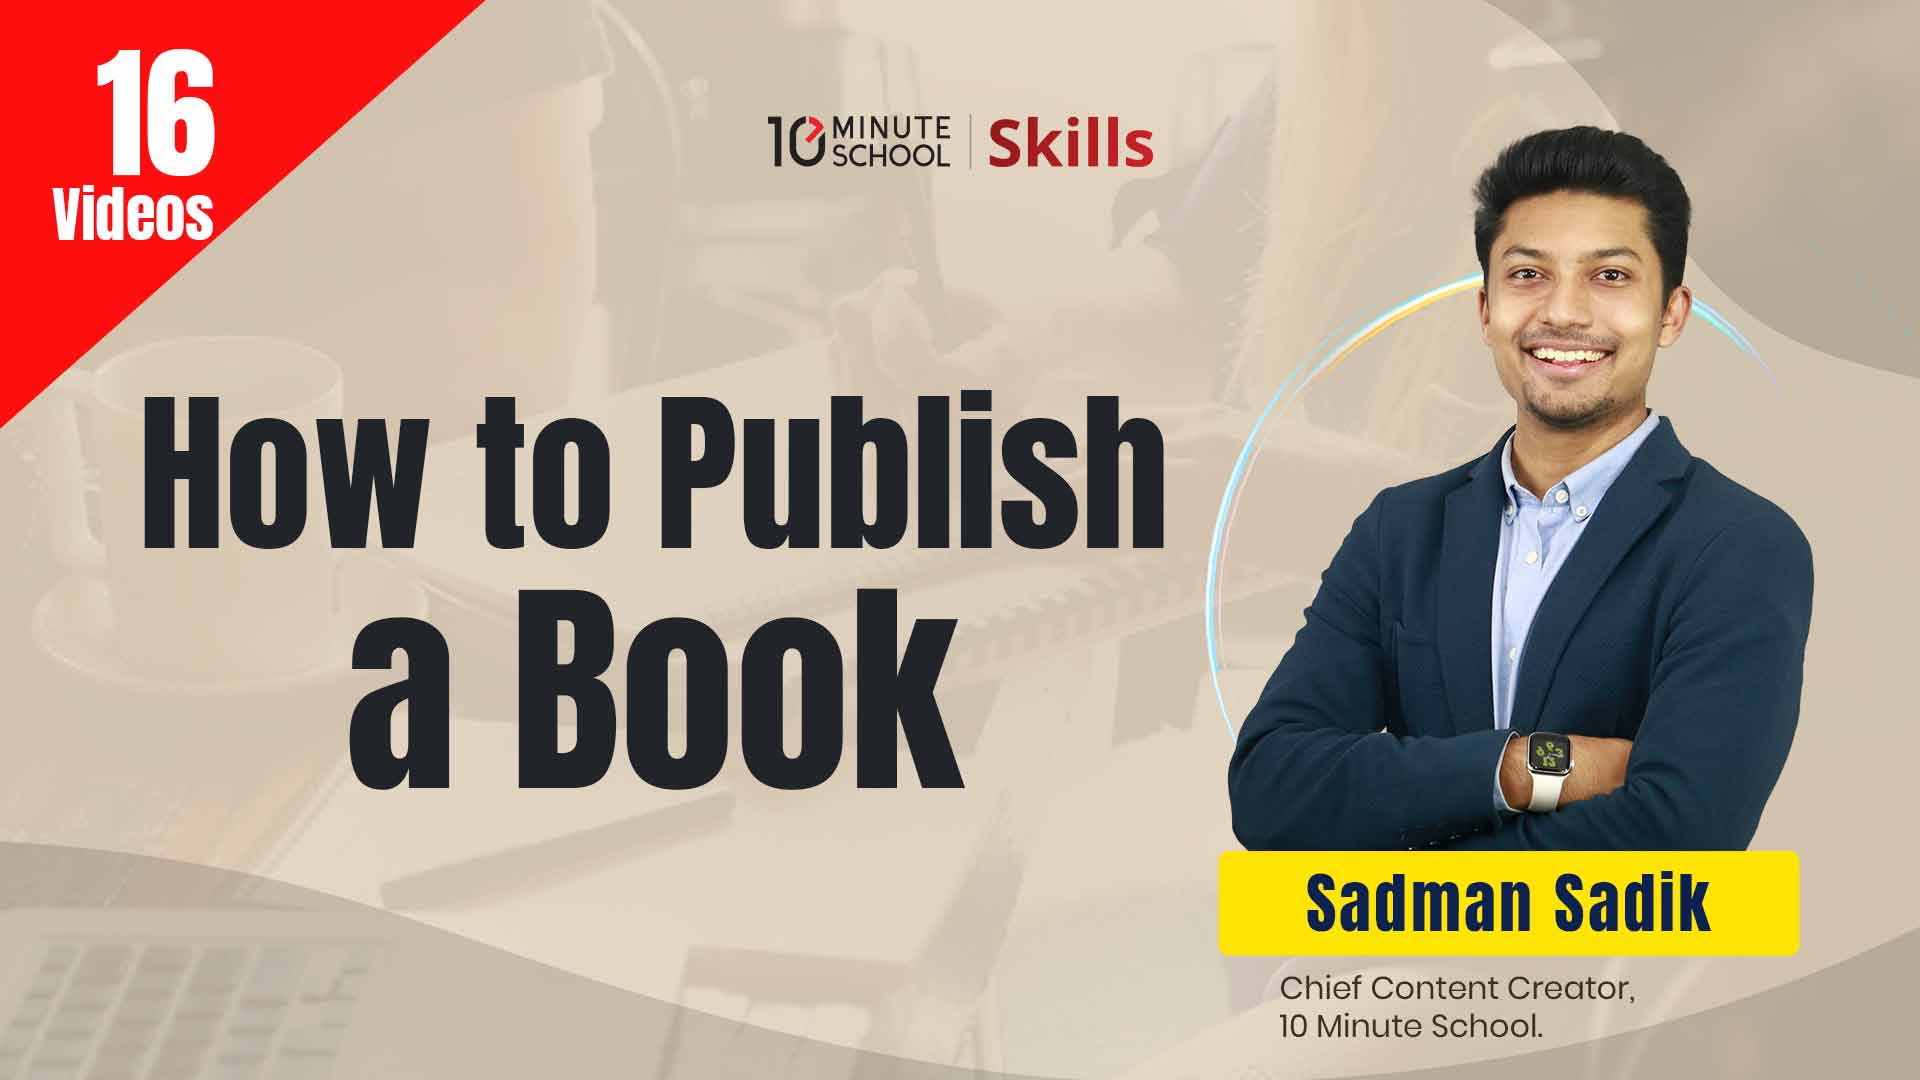 16
Videos
10 MINUTE SCHOOL | Skills
How to Publish
a Book
Sadman Sadik
Chief Content Creator,
10 Minute School.